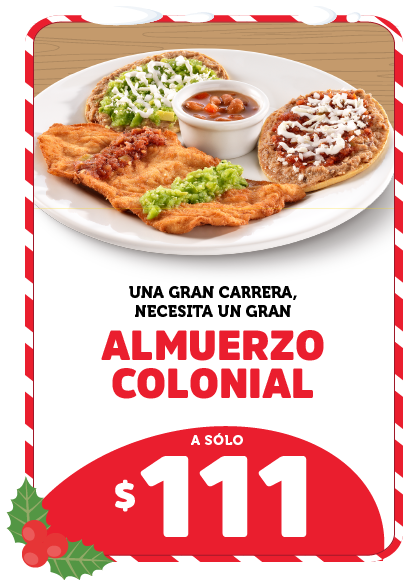 UNA GRAN CARRERA,
NECESITA UN GRAN
ALMUERZO
COLONIAL
A SÓLO
$111